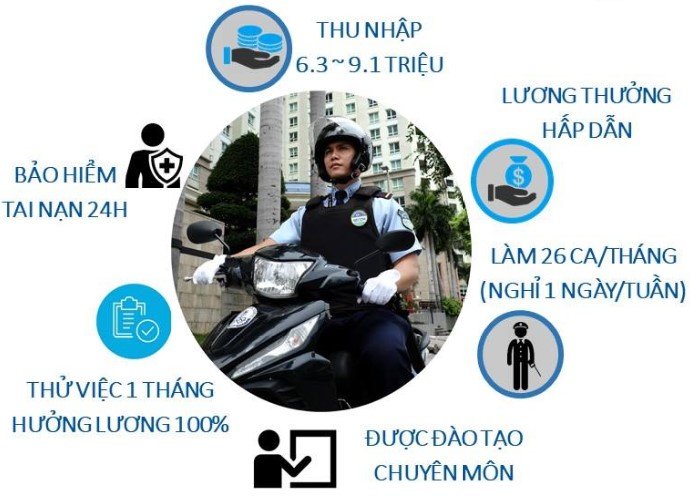 THU NHẬP
6.3 ~ 9.1 TRIỆU
LƯƠNG THƯỞNG
HẤP DẪN
BẢO HIỂM
TAI NẠN 24H
LÀM 26 CA/THÁNG
(NGHỈ 1 NGÀY/TUẦN)
THỬ VIỆC 1 THÁNG
HƯỞNG LƯƠNG 100%
ĐƯỢC ĐÀO TẠO
CHUYÊN MÔN